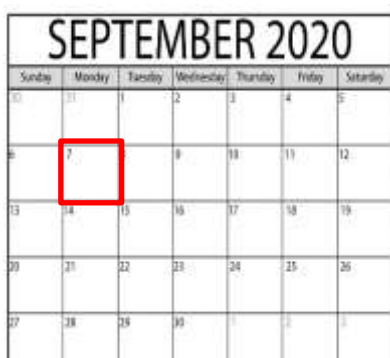 SEPTEMBER 2020
Sunday Monday Tuesday Wednesday Thursday Friday Saturday
30 31 1 2 3 4 5
6 7 8 9 10 11 12
13 14 15 16 17 18 19
20 21 22 23 24 25 26
27 28 29 30 1 2 3